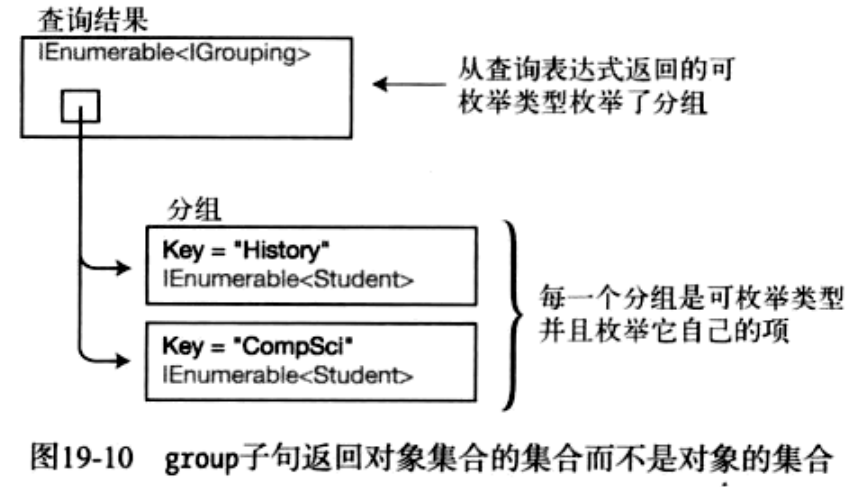 查询结果
IEnumerable<IGrouping>
从查询表达式返回的可
枚举类型枚举了分组
分组
Key = "History"
IEnumerable<Student>
每一个分组是可枚举类型
并且枚举它自己的项
Key = "CompSci"
IEnumerable<Student>
图19-10 group子句返回对象集合的集合而不是对象的集合